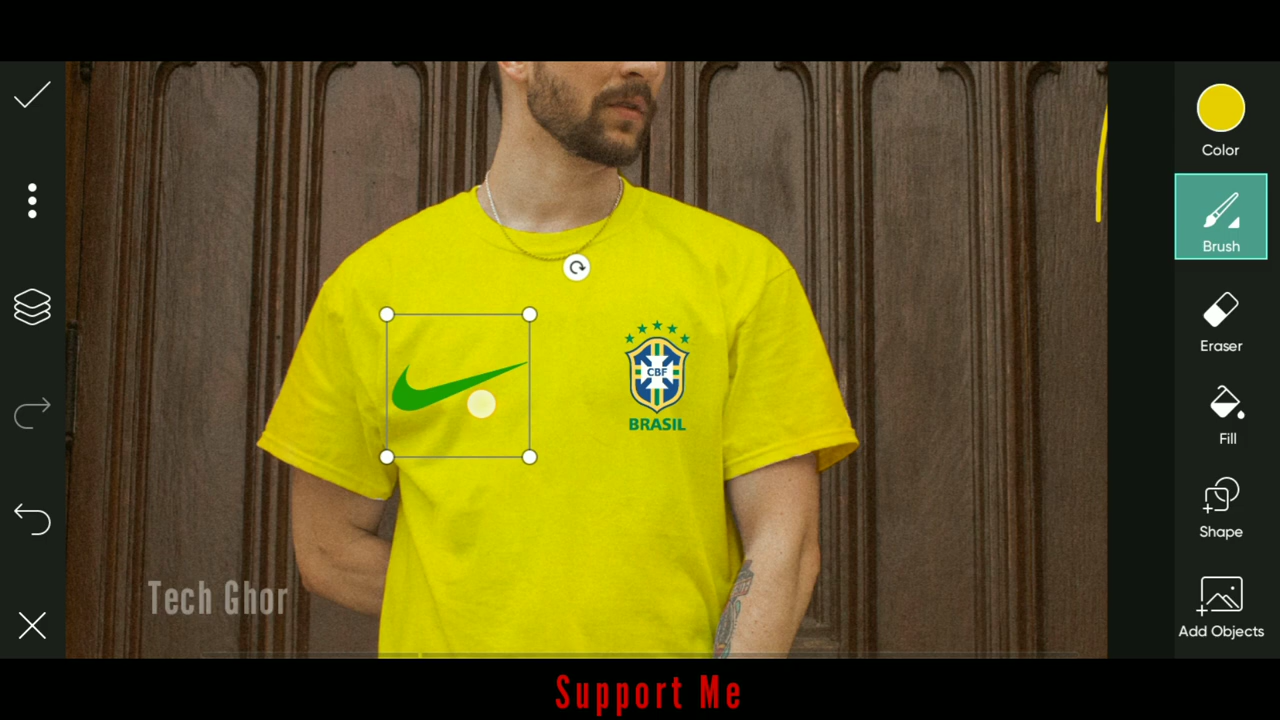 Color
Brush
Eraser
Fill
Shape
Add Objects
CBF
BRASIL
Tech Ghor
Support Me